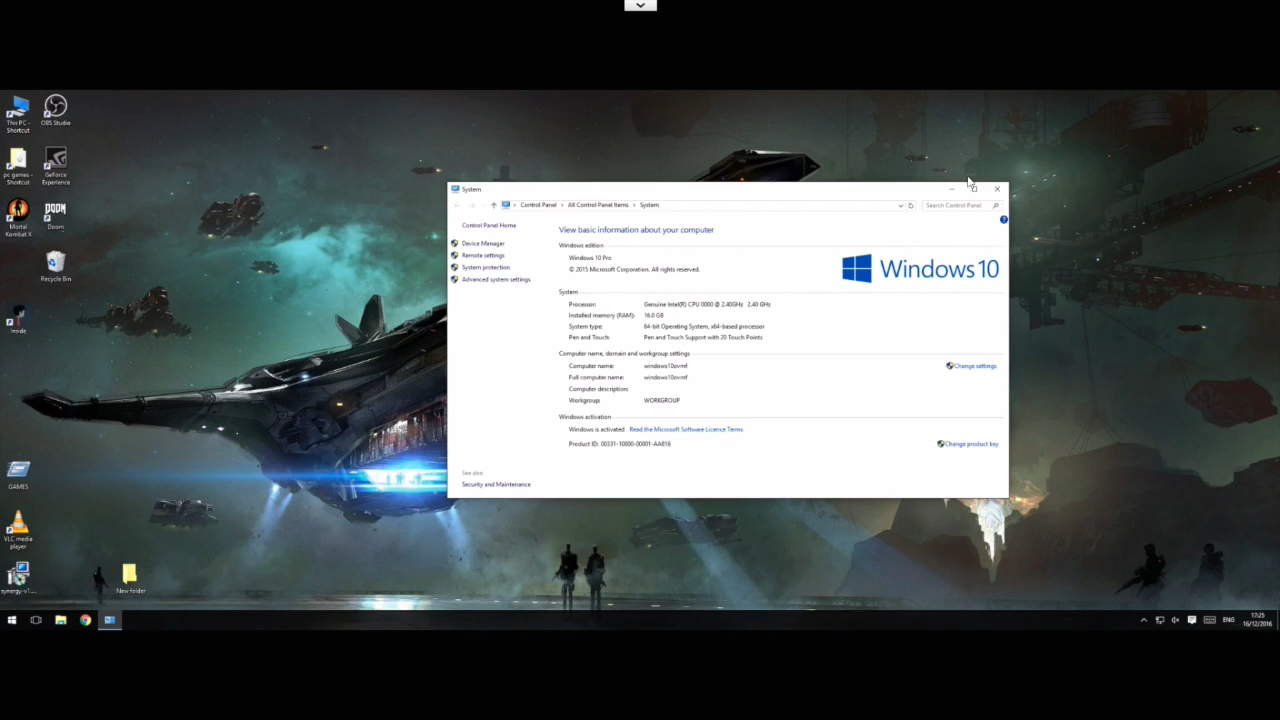 This PC -
Shortcut
OBS Studio
pc games -
Shortcut
GeForce
Experience
Mortal
Kombat X
DOOM
Doom
Recycle Bin
Inside
GAMES
VLC media
player
synergy-v1....
New folder
System
Control Panel
All Control Panel Items
System
Search Control Panel
Control Panel Home
Device Manager
Remote settings
System protection
Advanced system settings
See also
Security and Maintenance
View basic information about your computer
Windows edition
Windows 10 Pro
© 2015 Microsoft Corporation. All rights reserved.
Windows 10
System
Processor: Genuine Intel(R) CPU 0000 @ 2.40GHz 2.40 GHz
Installed memory (RAM): 16.0 GB
System type: 64-bit Operating System, x64-based processor
Pen and Touch: Pen and Touch Support with 20 Touch Points
Computer name, domain and workgroup settings
Computer name: windows10ovmf
Change settings
Full computer name: windows10ovmf
Computer description:
Workgroup: WORKGROUP
Windows activation
Windows is activated Read the Microsoft Software Licence Terms
Product ID: 00331-10000-00001-AA816
Change product key
ENG
17:25
16/12/2016